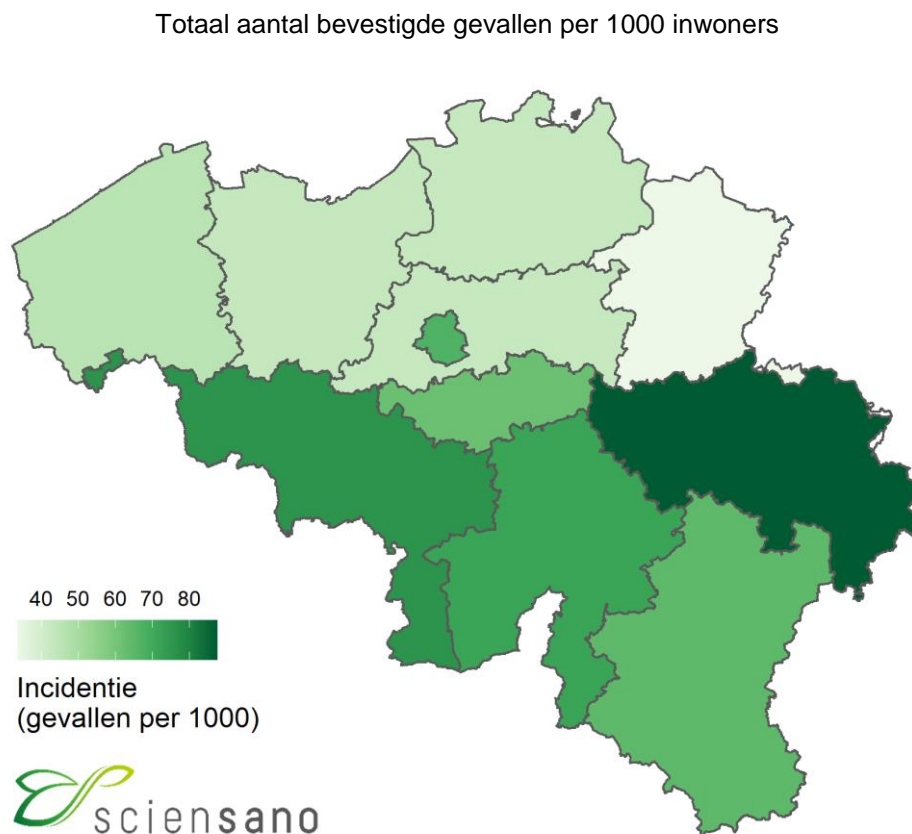 Totaal aantal bevestigde gevallen per 1000 inwoners
40 50 60 70 80
Incidentie
(gevallen per 1000)
sciensano